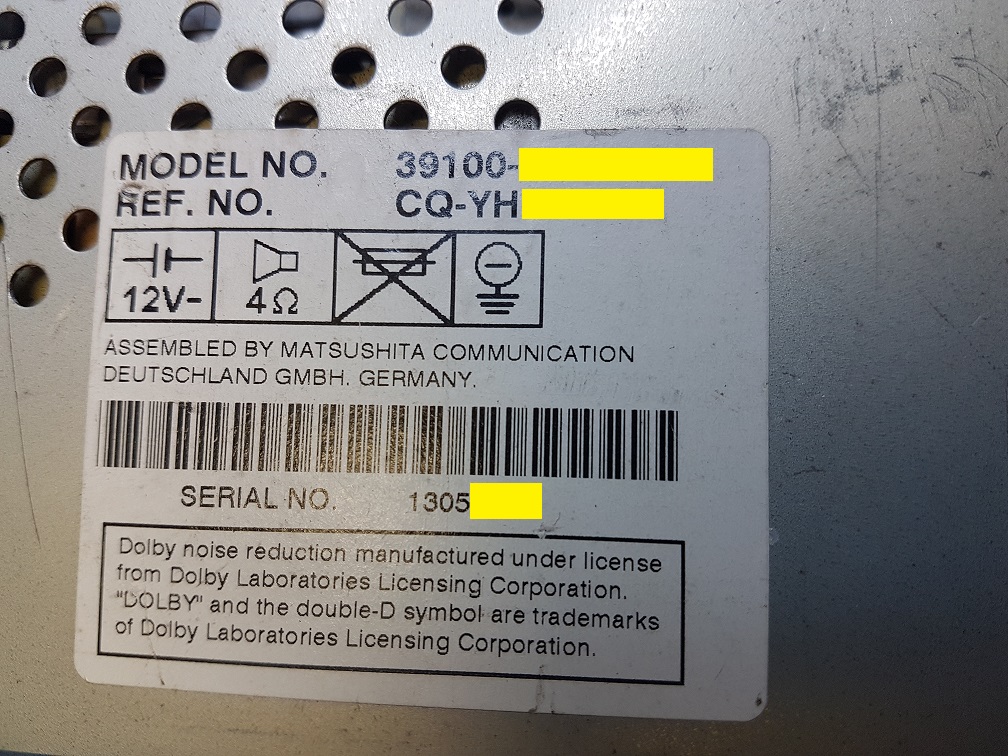 MODEL NO. 39100-
REF. NO. CQ-YH
12V- 4Ω
ASSEMBLED BY MATSUSHITA COMMUNICATION
DEUTSCHLAND GMBH. GERMANY.
SERIAL NO. 1305
Dolby noise reduction manufactured under license
from Dolby Laboratories Licensing Corporation.
"DOLBY" and the double-D symbol are trademarks
of Dolby Laboratories Licensing Corporation.